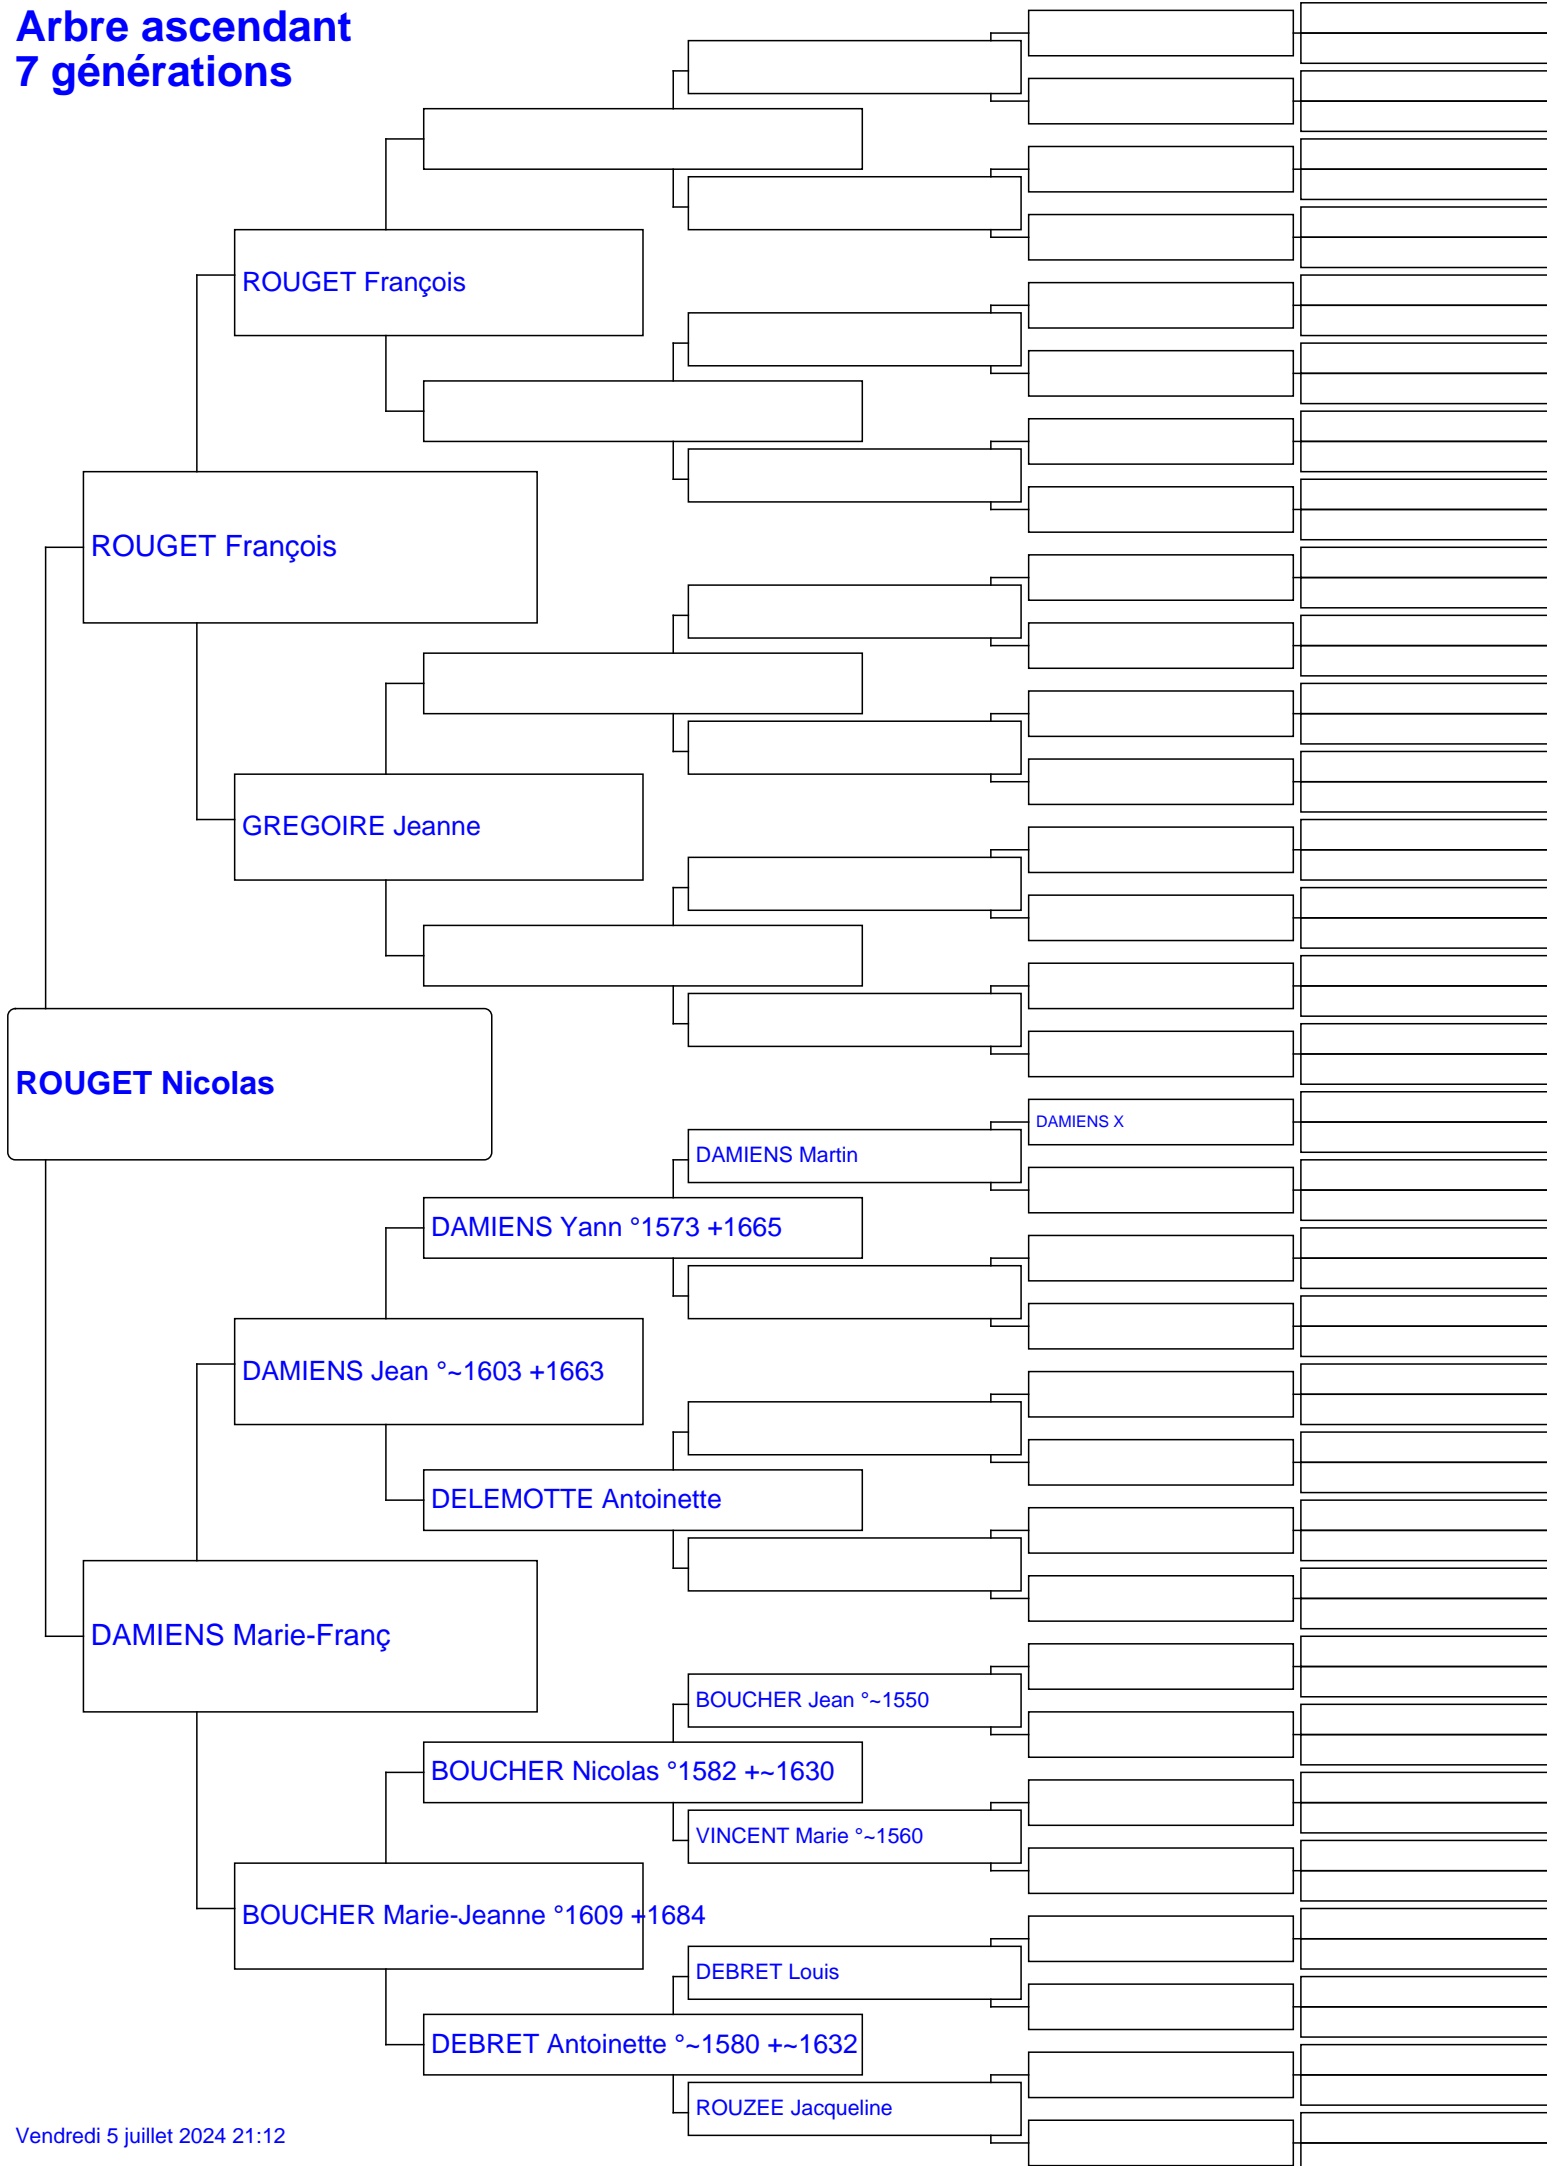 Arbre ascendant
7 générations
ROUGET François
ROUGET François
GREGOIRE Jeanne
ROUGET Nicolas
DAMIENS X
DAMIENS Martin
DAMIENS Yann °1573 +1665
DAMIENS Jean °~1603 +1663
DELEMOTTE Antoinette
DAMIENS Marie-Franç
BOUCHER Jean °~1550
BOUCHER Nicolas °1582 +~1630
VINCENT Marie °~1560
BOUCHER Marie-Jeanne °1609 +1684
DEBRET Louis
DEBRET Antoinette °~1580 +~1632
ROUZEE Jacqueline
Vendredi 5 juillet 2024 21:12